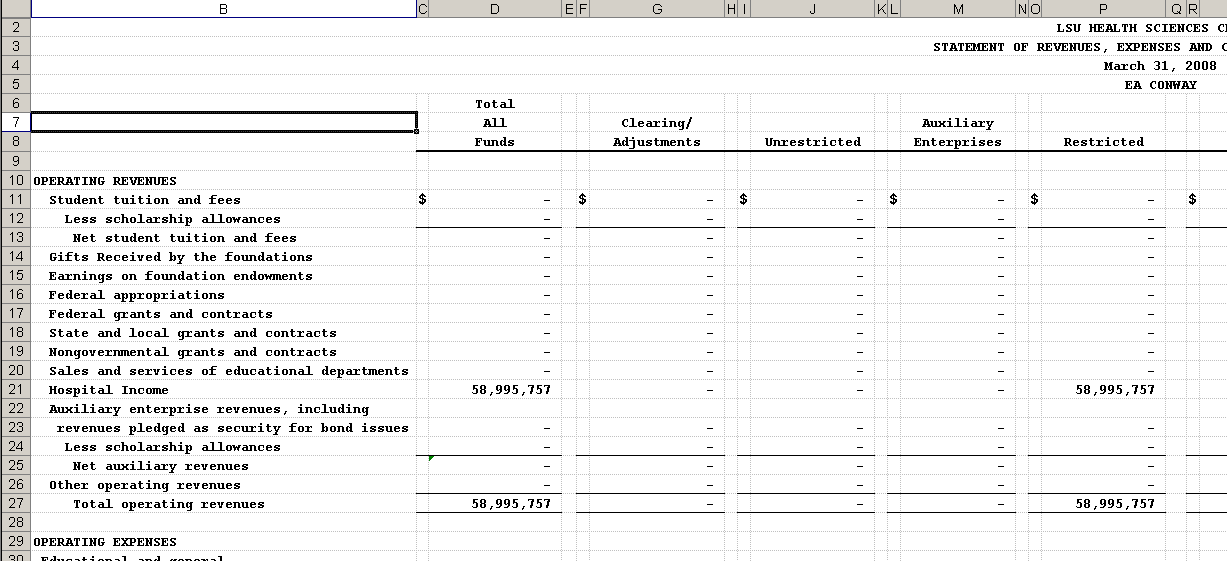 B C D E F G H I J K L M N O P Q R
2 LSU HEALTH SCIENCES
3 STATEMENT OF REVENUES, EXPENSES AND
4 March 31, 2008
5 EA CONWAY
6 Total
7 All Clearing/ Auxiliary
8 Funds Adjustments Unrestricted Enterprises Restricted
9
10 OPERATING REVENUES
11 Student tuition and fees $ - $ - $ - $ - $ - $
12 Less scholarship allowances - - - - -
13 Net student tuition and fees - - - - -
14 Gifts Received by the foundations - - - - -
15 Earnings on foundation endowments - - - - -
16 Federal appropriations - - - - -
17 Federal grants and contracts - - - - -
18 State and local grants and contracts - - - - -
19 Nongovernmental grants and contracts - - - - -
20 Sales and services of educational departments - - - - -
21 Hospital Income 58,995,757 - - - 58,995,757
22 Auxiliary enterprise revenues, including
23 revenues pledged as security for bond issues - - - - -
24 Less scholarship allowances - - - - -
25 Net auxiliary revenues - - - - -
26 Other operating revenues - - - - -
27 Total operating revenues 58,995,757 - - - 58,995,757
28
29 OPERATING EXPENSES
30 Educational and general